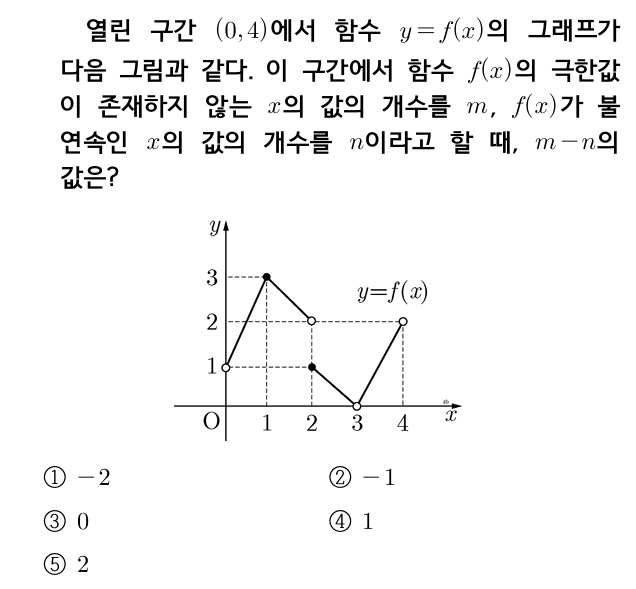 열린 구간 (0, 4)에서 함수 y=f(x)의 그래프가
다음 그림과 같다. 이 구간에서 함수 f(x)의 극한값
이 존재하지 않는 x의 값의 개수를 m, f(x)가 불
연속인 x의 값의 개수를 n이라고 할 때, m-n의
값은?
y
3
y=f(x)
2
1
O 1 2 3 4 x
① -2 ② -1
③ 0 ④ 1
⑤ 2